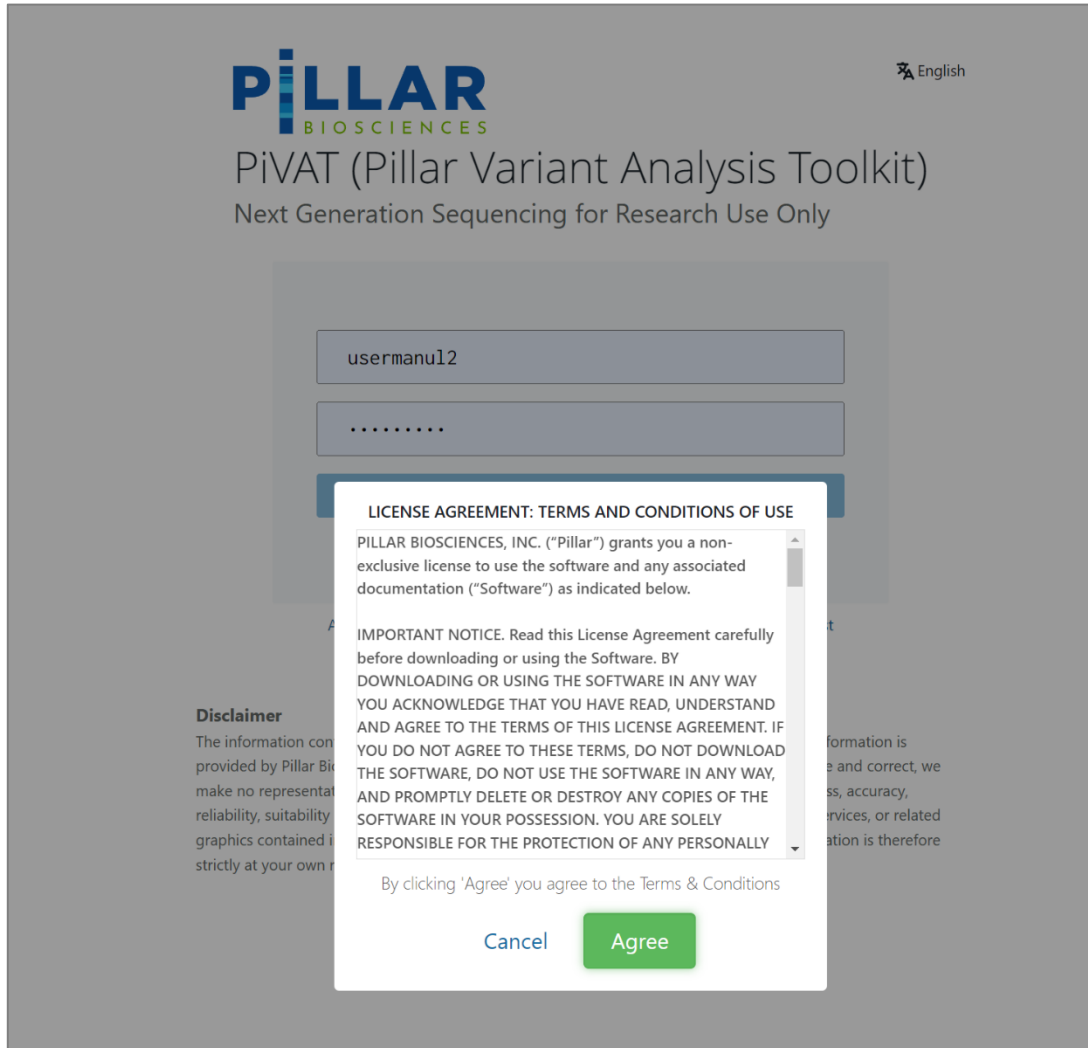 PiLLAR
BIOSCIENCES
English
PiVAT (Pillar Variant Analysis Toolkit)
Next Generation Sequencing for Research Use Only
usermanul2
·········
LICENSE AGREEMENT: TERMS AND CONDITIONS OF USE
PILLAR BIOSCIENCES, INC. (“Pillar”) grants you a non-
exclusive license to use the software and any associated
documentation (“Software”) as indicated below.
IMPORTANT NOTICE. Read this License Agreement carefully
before downloading or using the Software. BY
DOWNLOADING OR USING THE SOFTWARE IN ANY WAY
YOU ACKNOWLEDGE THAT YOU HAVE READ, UNDERSTAND
AND AGREE TO THE TERMS OF THIS LICENSE AGREEMENT. IF
YOU DO NOT AGREE TO THESE TERMS, DO NOT DOWNLOAD
THE SOFTWARE, DO NOT USE THE SOFTWARE IN ANY WAY,
AND PROMPTLY DELETE OR DESTROY ANY COPIES OF THE
SOFTWARE IN YOUR POSSESSION. YOU ARE SOLELY
RESPONSIBLE FOR THE PROTECTION OF ANY PERSONALLY
By clicking 'Agree' you agree to the Terms & Conditions
Cancel
Agree
Disclaimer
The information formation is
provided by Pillar e and correct, we
make no accuracy,
reliability, suitability or related
graphics contained is therefore
strictly at your own